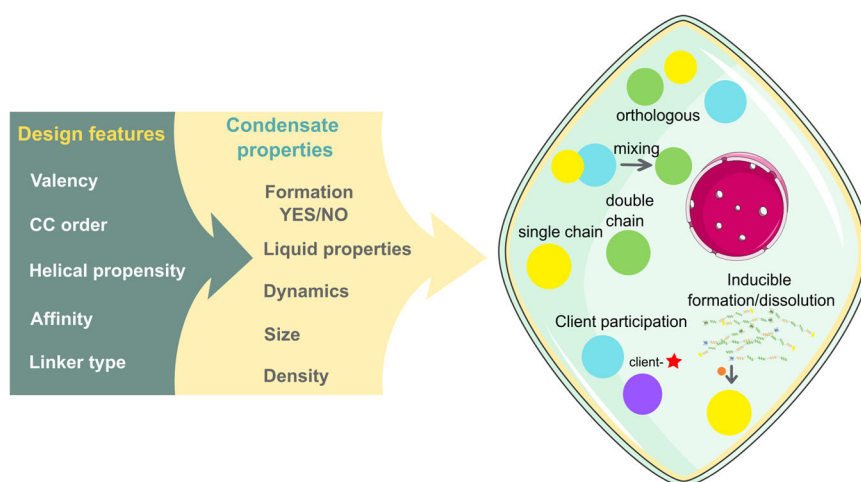 Design features
Valency
CC order
Helical propensity
Affinity
Linker type
Condensate
properties
Formation
YES/NO
Liquid properties
Dynamics
Size
Density
orthologous
mixing
double
chain
single chain
Inducible
formation/dissolution
Client participation
client-